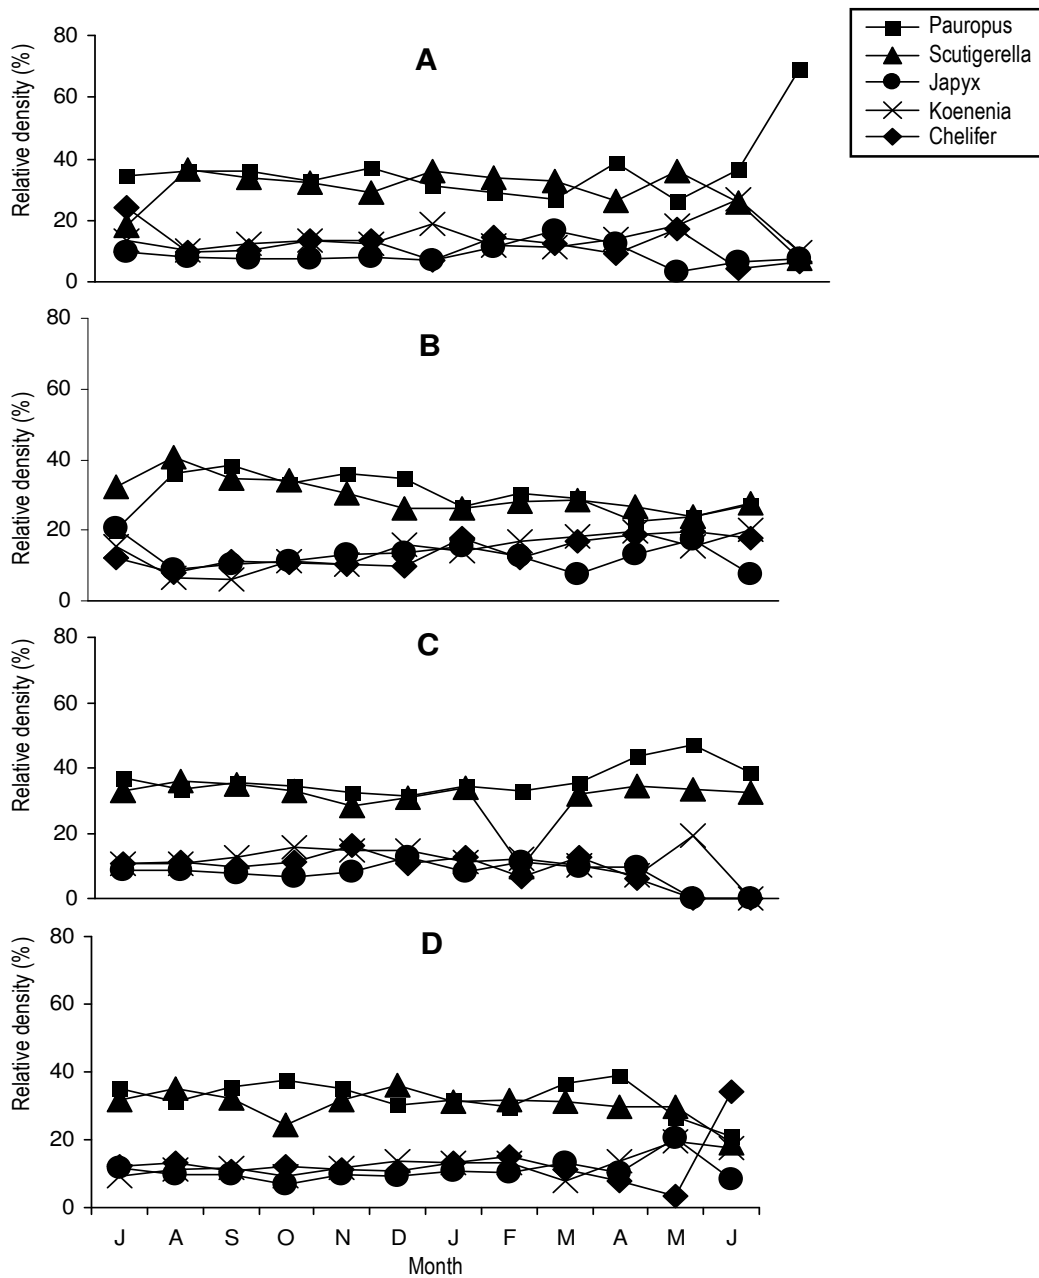 Pauropus
Scutigerella
Japyx
Koenenia
Chelifer
A
Relative density (%)
80
60
40
20
0
B
Relative density (%)
80
60
40
20
0
C
Relative density (%)
80
60
40
20
0
D
Relative density (%)
80
60
40
20
0
J A S O N D J F M A M J
Month